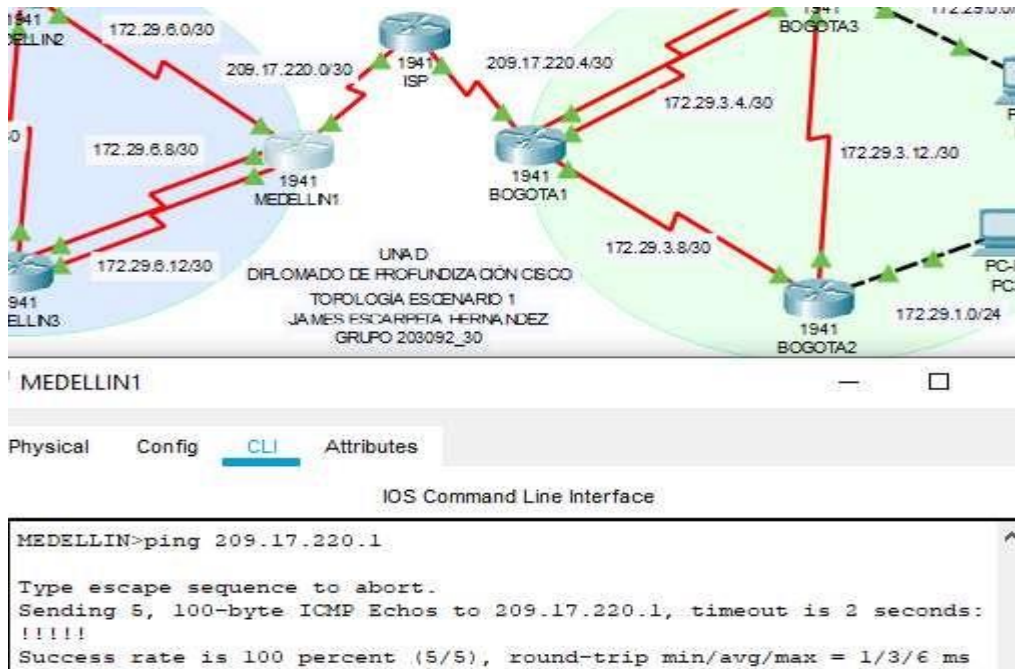 172.29.6.0/30
1941
ISP
209.17.220.0/30
209.17.220.4/30
BOGOTA3
172.29.3.4./30
172.29.6.8/30
172.29.3.12./30
1941
MEDELLIN1
1941
BOGOTA1
172.29.6.12/30
172.29.3.8/30
UNAD
DIPLOMADO DE PROFUNDIZACIÓN CISCO
TOPOLOGÍA ESCENARIO 1
JAMES ESCARPETA HERNANDEZ
GRUPO 203092_30
172.29.1.0/24
1941
BOGOTA2
MEDELLIN1
Physical Config CLI Attributes
IOS Command Line Interface
MEDELLIN>ping 209.17.220.1
Type escape sequence to abort.
Sending 5, 100-byte ICMP Echos to 209.17.220.1, timeout is 2 seconds:
!!!!!
Success rate is 100 percent (5/5), round-trip min/avg/max = 1/3/6 ms